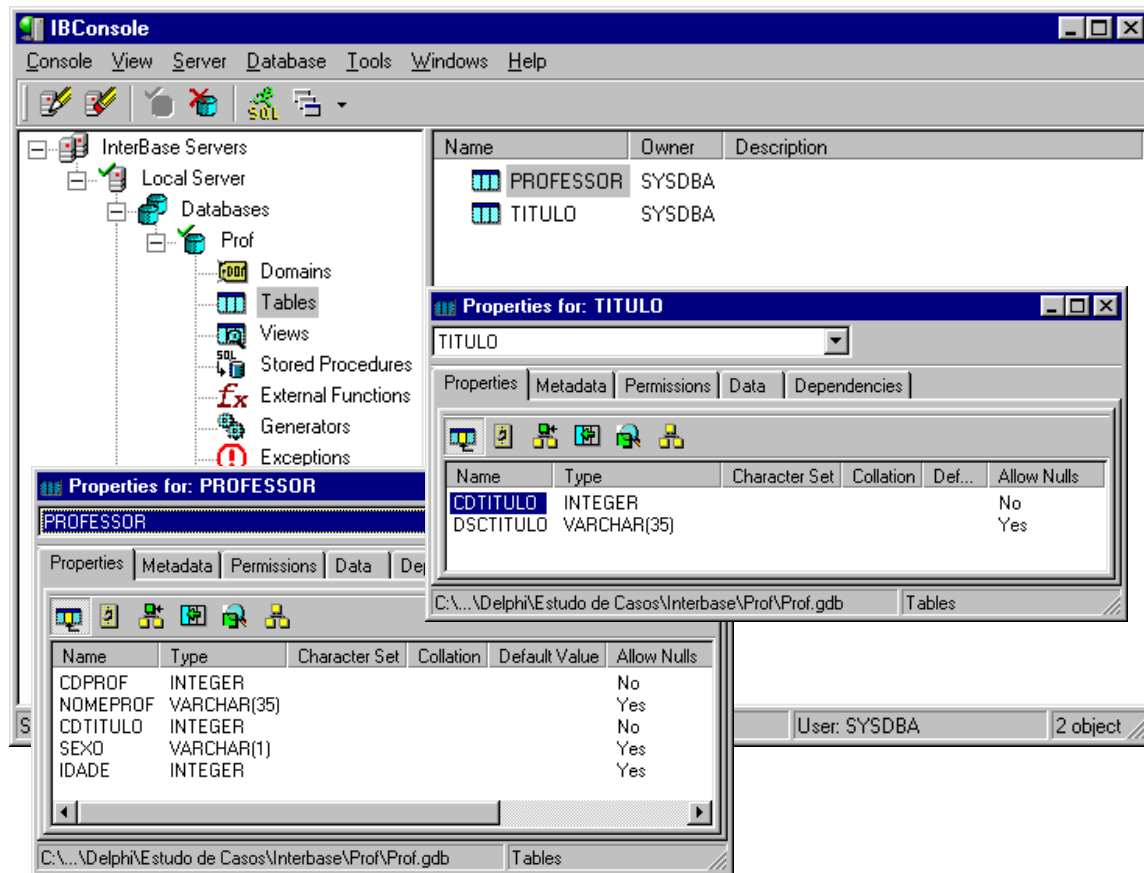 IBConsole
Console View Server Database Tools Windows Help
SQL
InterBase Servers
Local Server
Databases
Prof
Domains
Tables
Views
SQL
Stored Procedures
fx External Functions
Generators
Exceptions
Name Owner Description
PROFESSOR SYSDBA
TITULO SYSDBA
Properties for: TITULO
TITULO
Properties Metadata Permissions Data Dependencies
Name Type Character Set Collation Def... Allow Nulls
CDTITULO INTEGER No
DSCTITULO VARCHAR(35) Yes
C:\...\Delphi\Estudo de Casos\Interbase\Prof\Prof.gdb Tables
Properties for: PROFESSOR
PROFESSOR
Properties Metadata Permissions Data De
Name Type Character Set Collation Default Value Allow Nulls
CDPROF INTEGER No
NOMEPROF VARCHAR(35) Yes
CDTITULO INTEGER No
SEXO VARCHAR(1) Yes
IDADE INTEGER Yes
C:\...\Delphi\Estudo de Casos\Interbase\Prof\Prof.gdb Tables
S User: SYSDBA 2 object